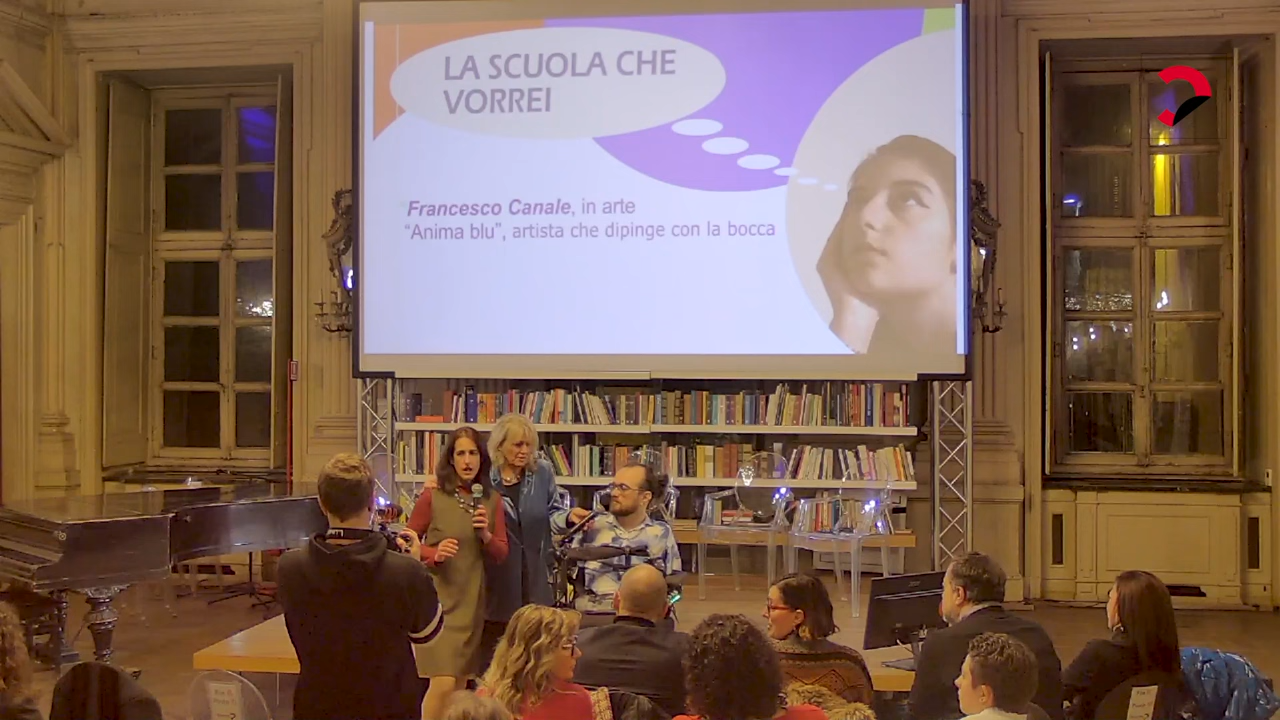 LA SCUOLA CHE
VORREI
Francesco Canale, in arte
“Anima blu”, artista che dipinge con la bocca